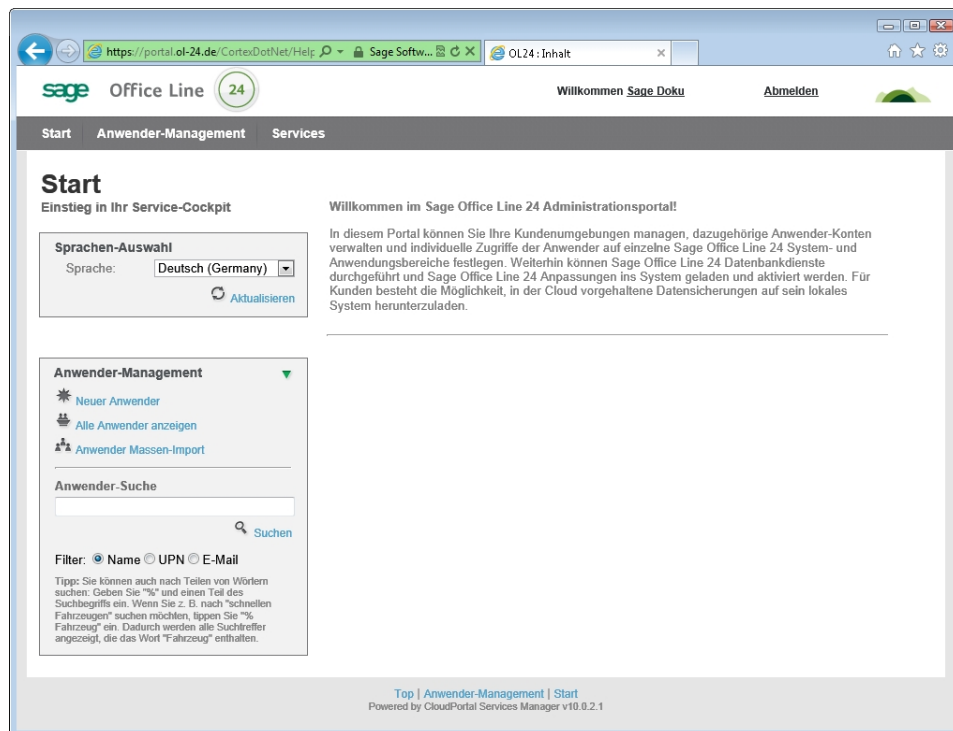 https://portal.ol-24.de/CortexDotNet/Help
Sage Softw...
OL24: Inhalt
sage Office Line 24
Willkommen Sage Doku
Abmelden
Start Anwender-Management Services
Start
Einstieg in Ihr Service-Cockpit
Sprachen-Auswahl
Sprache: Deutsch (Germany)
Aktualisieren
Willkommen im Sage Office Line 24 Administrationsportal!
In diesem Portal können Sie Ihre Kundenumgebungen managen, dazugehörige Anwender-Konten
verwalten und individuelle Zugriffe der Anwender auf einzelne Sage Office Line 24 System- und
Anwendungsbereiche festlegen. Weiterhin können Sage Office Line 24 Datenbankdienste
durchgeführt und Sage Office Line 24 Anpassungen ins System geladen und aktiviert werden. Für
Kunden besteht die Möglichkeit, in der Cloud vorgehaltene Datensicherungen auf sein lokales
System herunterzuladen.
Anwender-Management
Neuer Anwender
Alle Anwender anzeigen
Anwender Massen-Import
Anwender-Suche
Suchen
Filter: Name UPN E-Mail
Tipp: Sie können auch nach Teilen von Wörtern
suchen: Geben Sie "%" und einen Teil des
Suchbegriffs ein. Wenn Sie z. B. nach "schnellen
Fahrzeugen" suchen möchten, tippen Sie "%
Fahrzeug" ein. Dadurch werden alle Suchtreffer
angezeigt, die das Wort "Fahrzeug" enthalten.
Top | Anwender-Management | Start
Powered by CloudPortal Services Manager v10.0.2.1